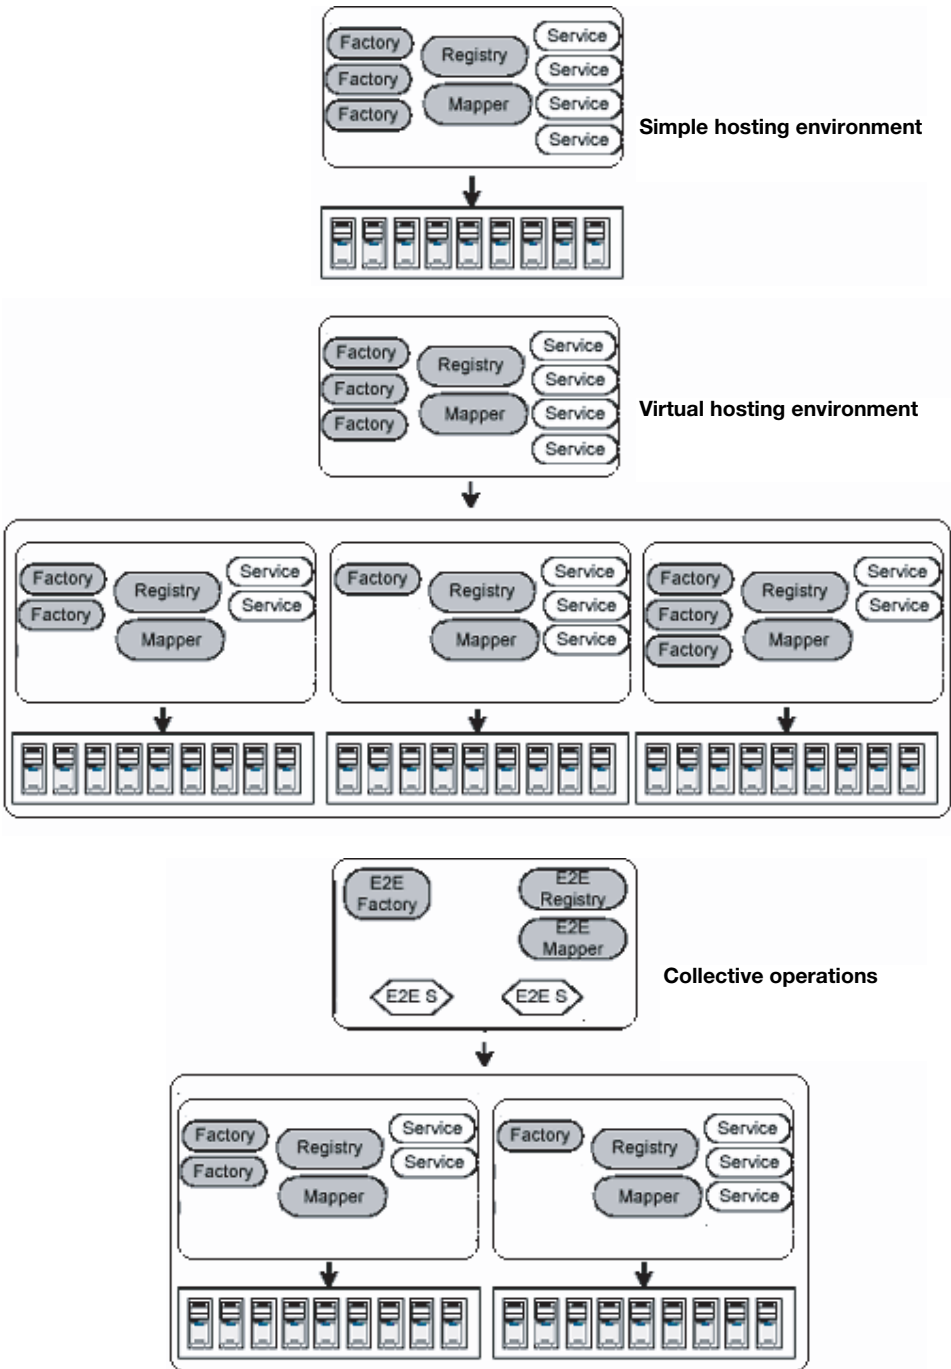 Factory
Factory
Factory
Registry
Mapper
Service
Service
Service
Service
Simple hosting environment
Factory
Factory
Factory
Registry
Mapper
Service
Service
Service
Service
Virtual hosting environment
Factory
Factory
Registry
Mapper
Service
Service
Factory
Registry
Mapper
Service
Service
Service
Factory
Factory
Factory
Registry
Mapper
Service
Service
E2E
Factory
E2E
Registry
E2E
Mapper
E2E S
E2E S
Collective operations
Factory
Factory
Registry
Mapper
Service
Service
Factory
Registry
Mapper
Service
Service
Service